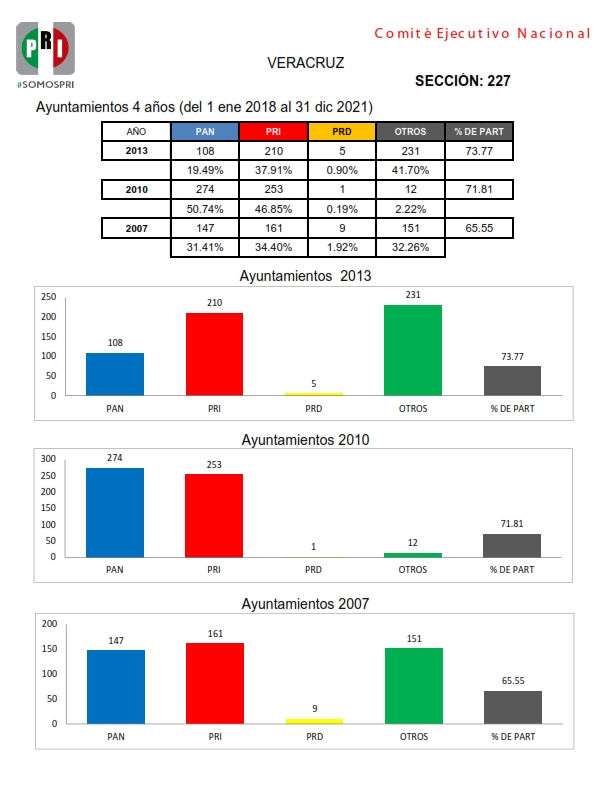 Comité Ejecutivo Nacional
PRI
#SOMOSPRI
VERACRUZ
SECCIÓN: 227
Ayuntamientos 4 años (del 1 ene 2018 al 31 dic 2021)
AÑO PAN PRI PRD OTROS % DE PART
2013 108 210 5 231 73.77
19.49% 37.91% 0.90% 41.70%
2010 274 253 1 12 71.81
50.74% 46.85% 0.19% 2.22%
2007 147 161 9 151 65.55
31.41% 34.40% 1.92% 32.26%
Ayuntamientos 2013
250
200
150
100
50
0
108 210 5 231 73.77
PAN PRI PRD OTROS % DE PART
Ayuntamientos 2010
300
250
200
150
100
50
0
274 253 1 12 71.81
PAN PRI PRD OTROS % DE PART
Ayuntamientos 2007
200
150
100
50
0
147 161 9 151 65.55
PAN PRI PRD OTROS % DE PART